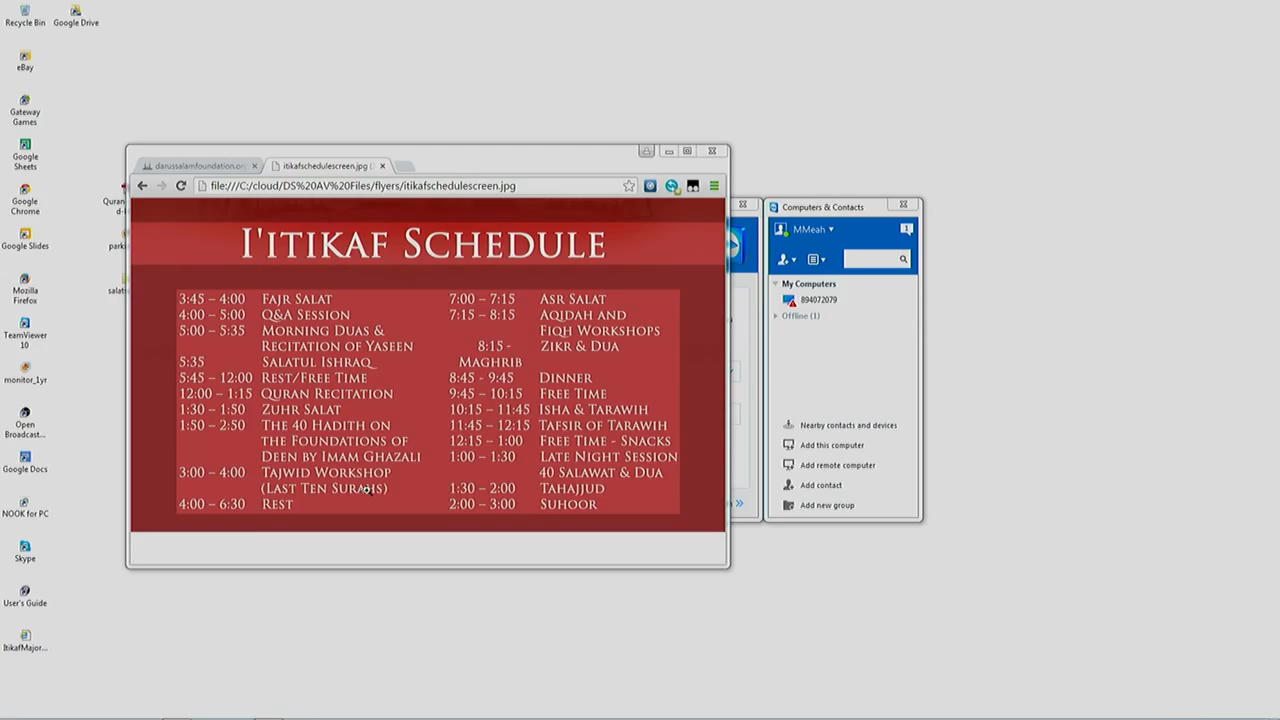 Recycle Bin
Google Drive
eBay
Gateway
Games
Google
Sheets
Google
Chrome
Google Slides
Mozilla
Firefox
TeamViewer
10
monitor_1yr
Open
Broadcast...
Google Docs
NOOK for PC
Skype
User's Guide
ItikafMajor...
Quran
d-l
park
salat
darussalamfoundation.or
itikafschedulescreen.jpg (
file:///C:/cloud/DS%20AV%20Files/flyers/itikafschedulescreen.jpg
I'itikaf Schedule
3:45 – 4:00 Fajr Salat
4:00 – 5:00 Q&A Session
5:00 – 5:35 Morning Duas &
Recitation of Yaseen
5:35 Salatul Ishraq
5:45 – 12:00 Rest/Free Time
12:00 – 1:15 Quran Recitation
1:30 – 1:50 Zuhr Salat
1:50 – 2:50 The 40 Hadith on
the Foundations of
Deen by Imam Ghazali
3:00 – 4:00 Tajwid Workshop
(Last Ten Surahs)
4:00 – 6:30 Rest
7:00 – 7:15 Asr Salat
7:15 – 8:15 Aqidah and
Fiqh Workshops
8:15 - Zikr & Dua
Maghrib
8:45 - 9:45 Dinner
9:45 – 10:15 Free Time
10:15 – 11:45 Isha & Tarawih
11:45 – 12:15 Tafsir of Tarawih
12:15 – 1:00 Free Time - Snacks
1:00 – 1:30 Late Night Session
40 Salawat & Dua
1:30 – 2:00 Tahajjud
2:00 – 3:00 Suhoor
Computers & Contacts
MMeah
1
My Computers
894072079
Offline (1)
Nearby contacts and devices
Add this computer
Add remote computer
Add contact
Add new group